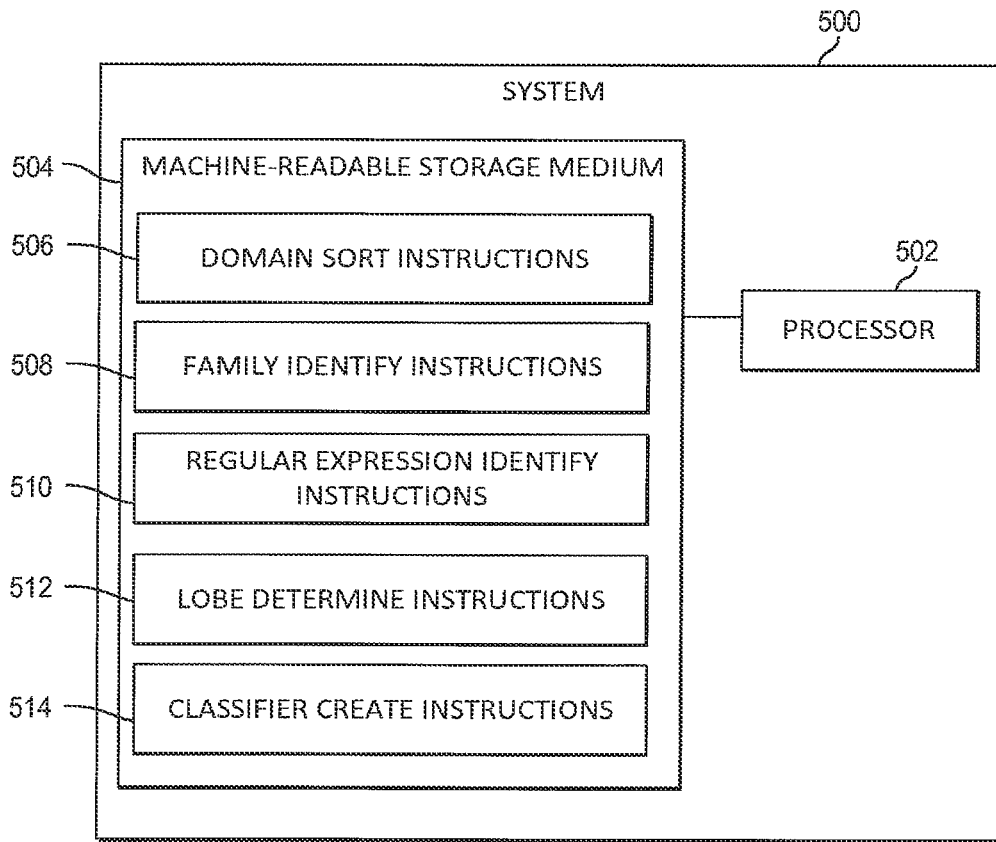 500
SYSTEM
504
MACHINE-READABLE STORAGE MEDIUM
506
DOMAIN SORT INSTRUCTIONS
502
PROCESSOR
508
FAMILY IDENTIFY INSTRUCTIONS
510
REGULAR EXPRESSION IDENTIFY
INSTRUCTIONS
512
LOBE DETERMINE INSTRUCTIONS
514
CLASSIFIER CREATE INSTRUCTIONS